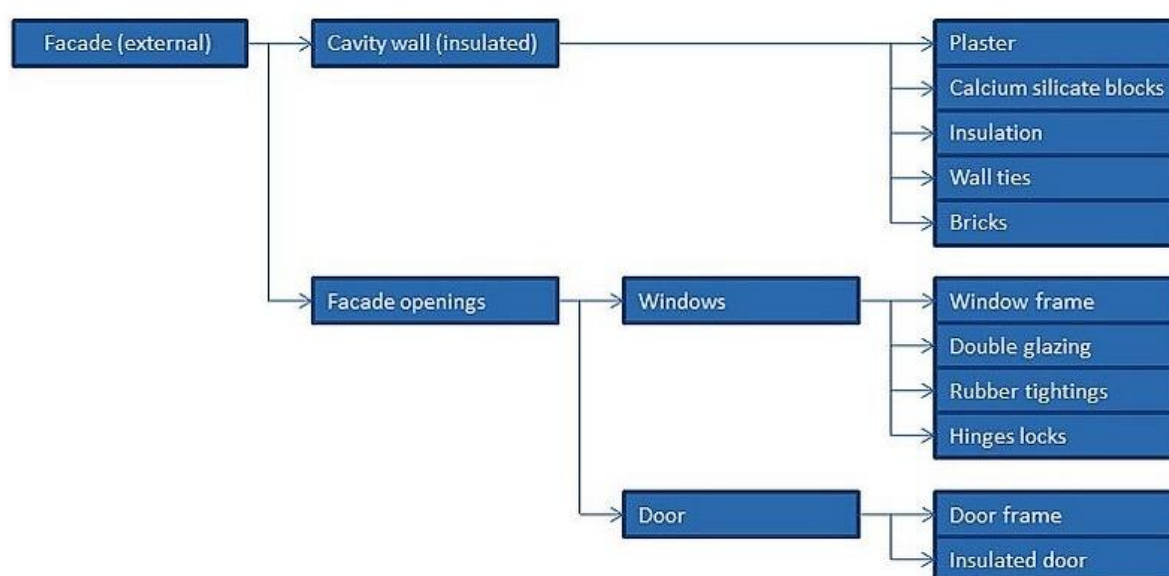 Facade (external)
Cavity wall (insulated)
Plaster
Calcium silicate blocks
Insulation
Wall ties
Bricks
Facade openings
Windows
Window frame
Double glazing
Rubber tightings
Hinges locks
Door
Door frame
Insulated door